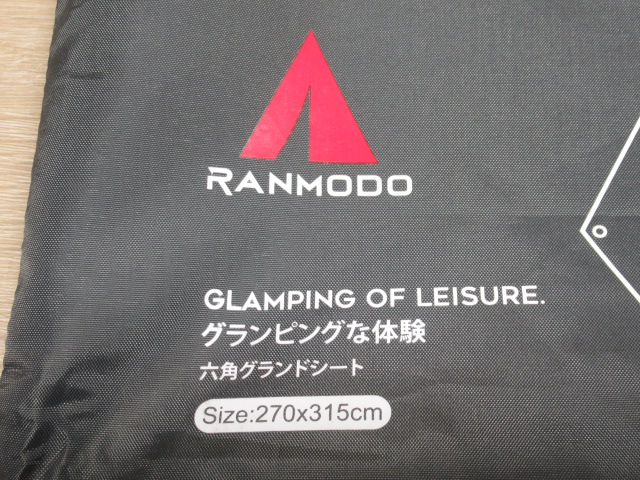 RANMODO
GLAMPING OF LEISURE.
グランピングな体験
六角グランドシート
Size:270x315cm